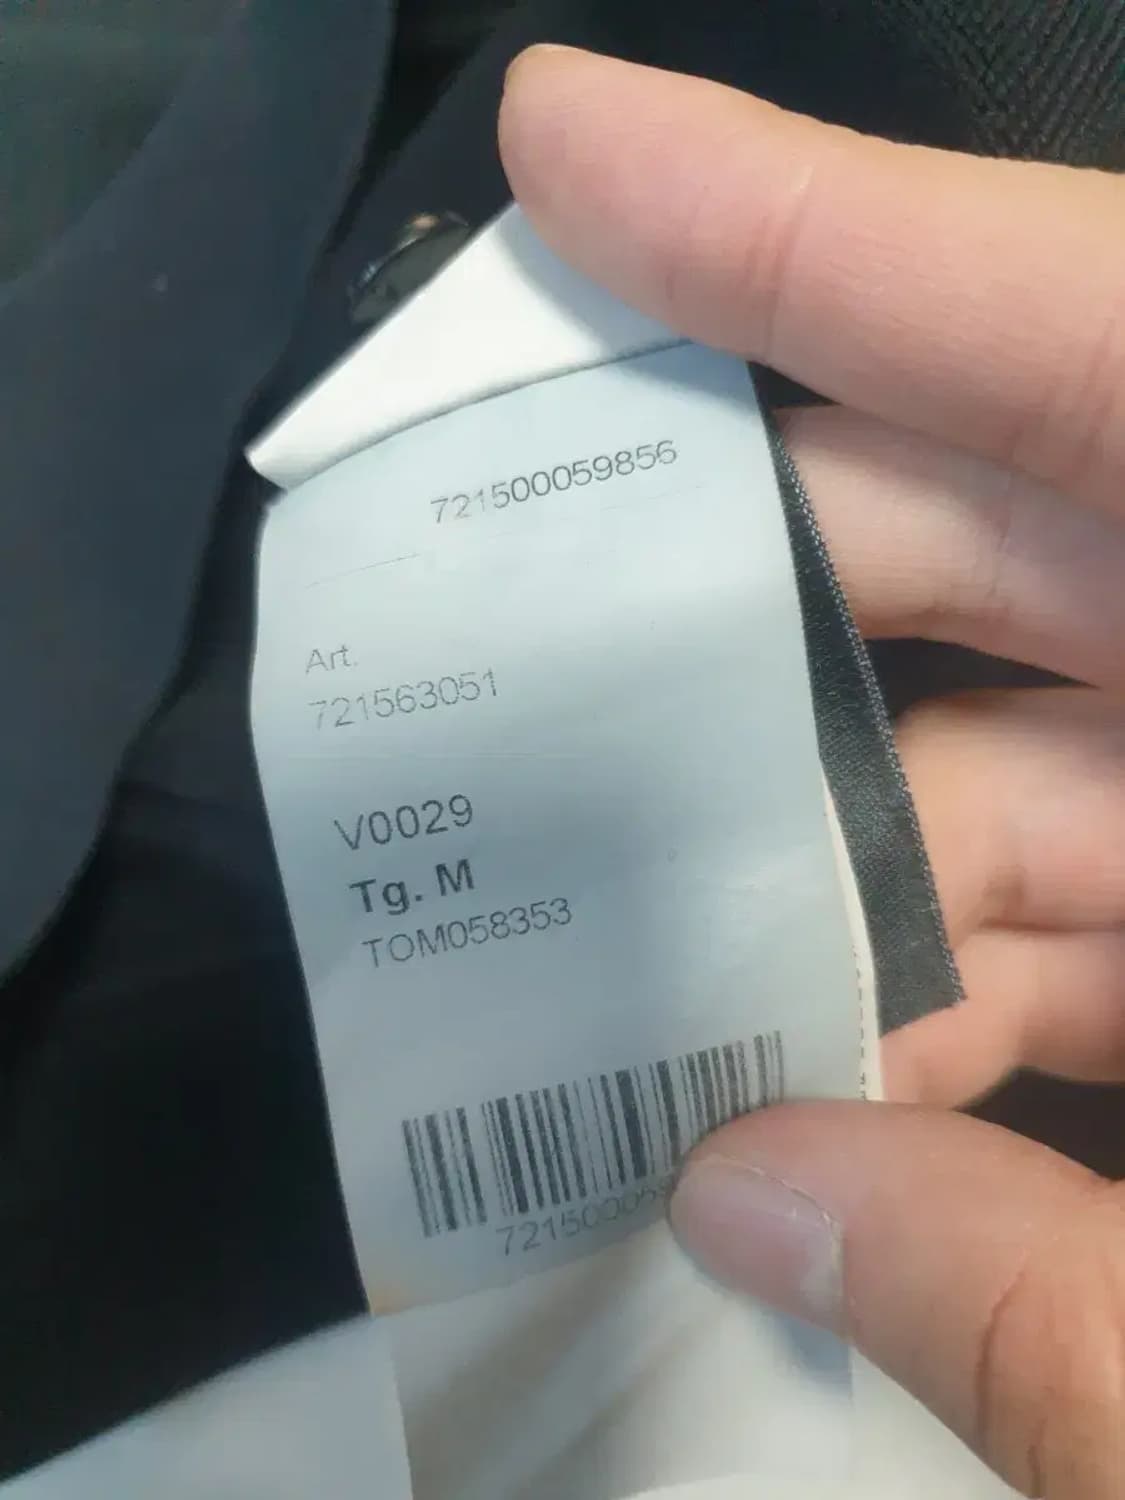 721500059856
Art.
721563051
V0029
Tg. M
TOM058353